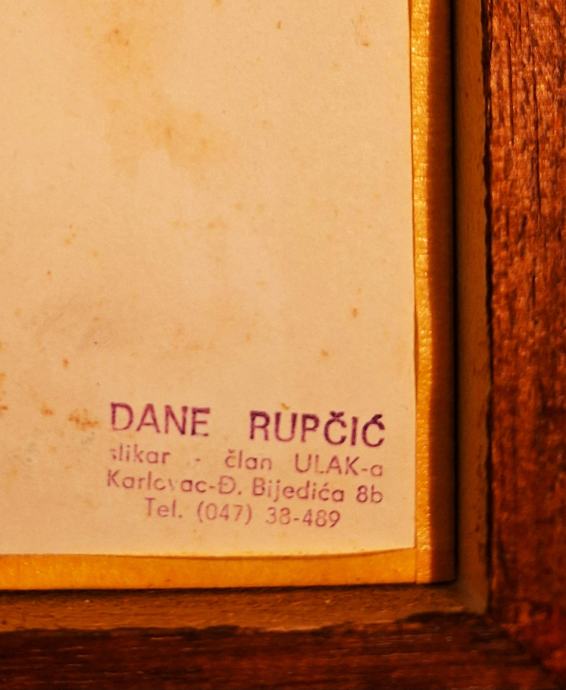 DANE RUPČIĆ
slikar - član ULAK-a
Karlovac-Đ. Bijedića 8b
Tel. (047) 38-489